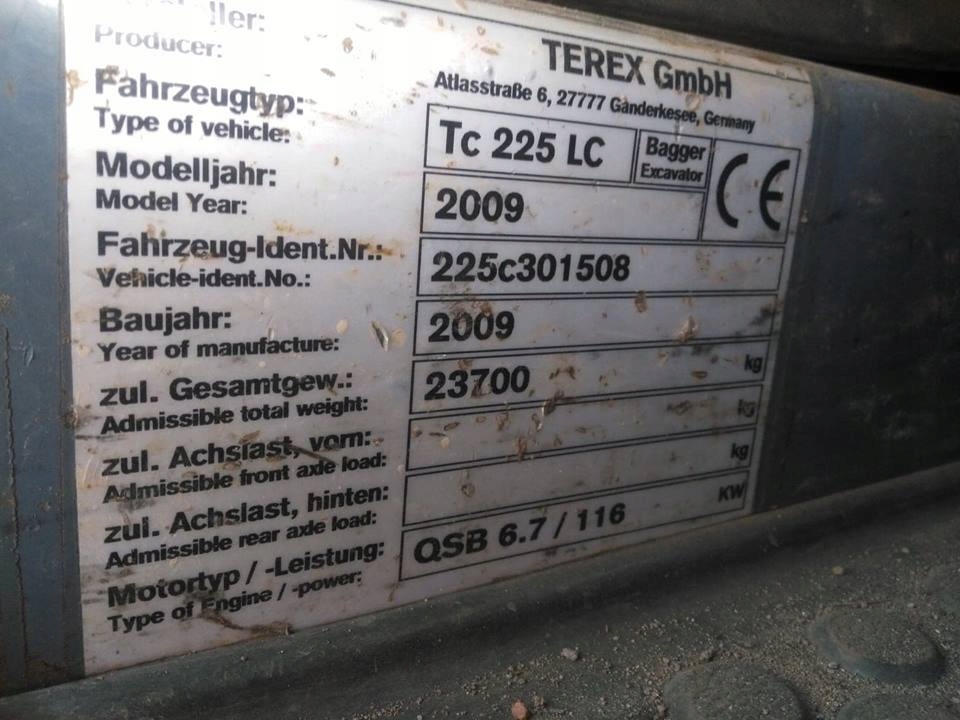 Producer:
TEREX GmbH
Atlasstraße 6, 27777 Ganderkesee, Germany
Fahrzeugtyp:
Type of vehicle:
Tc 225 LC
Bagger
Excavator
CE
Modelljahr:
Model Year:
2009
Fahrzeug-Ident.Nr.:
Vehicle-ident.No.:
225c301508
Baujahr:
Year of manufacture:
2009
zul. Gesamtgew.:
Admissible total weight:
23700 kg
zul. Achslast, vorn:
Admissible front axle load:
kg
zul. Achslast, hinten:
Admissible rear axle load:
kg
Motortyp / -Leistung:
Type of Engine / -power:
QSB 6.7 / 116 KW